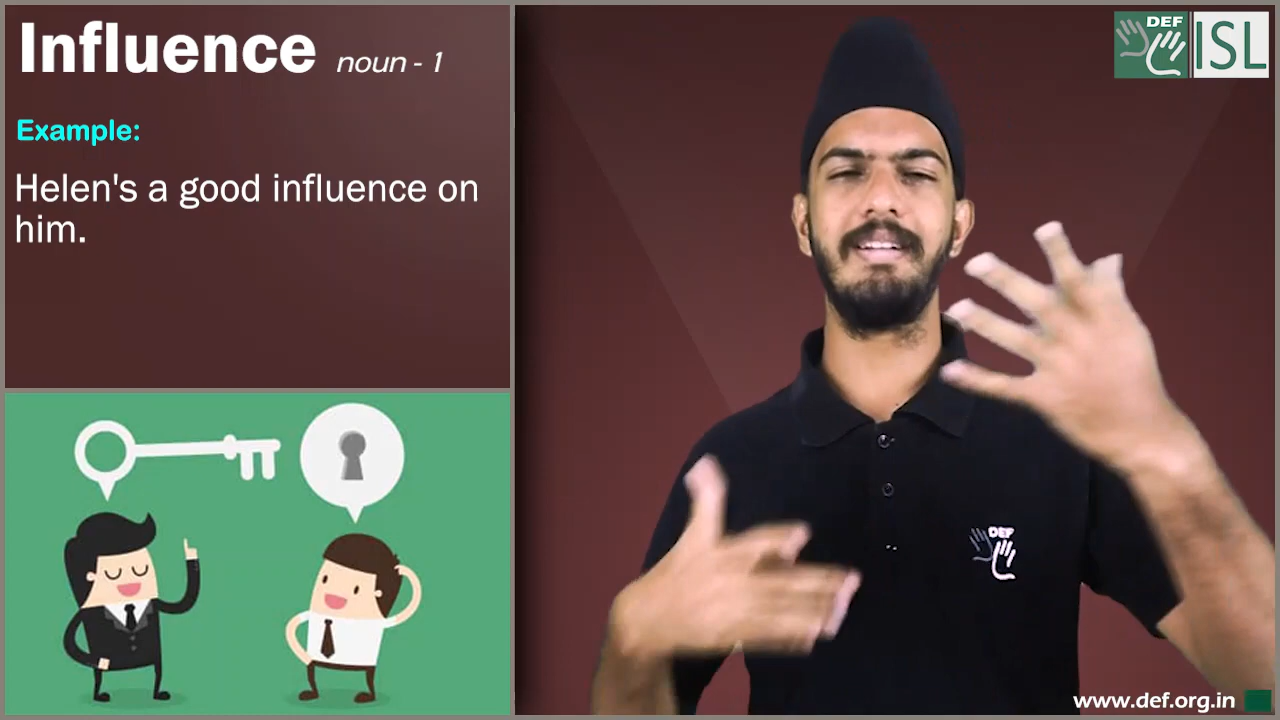 Influence noun - 1
Example:
Helen's a good influence on
him.
DEF
ISL
DEF
www.def.org.in